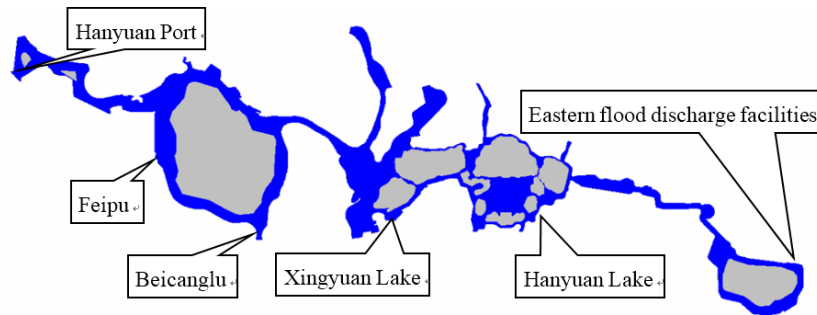 Hanyuan Port
Eastern flood discharge facilities
Feipu
Beicanglu
Xingyuan Lake
Hanyuan Lake